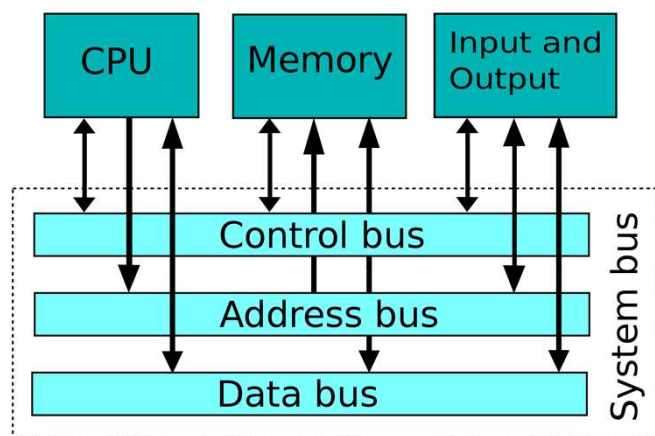 CPU
Memory
Input and
Output
Control bus
Address bus
Data bus
System bus